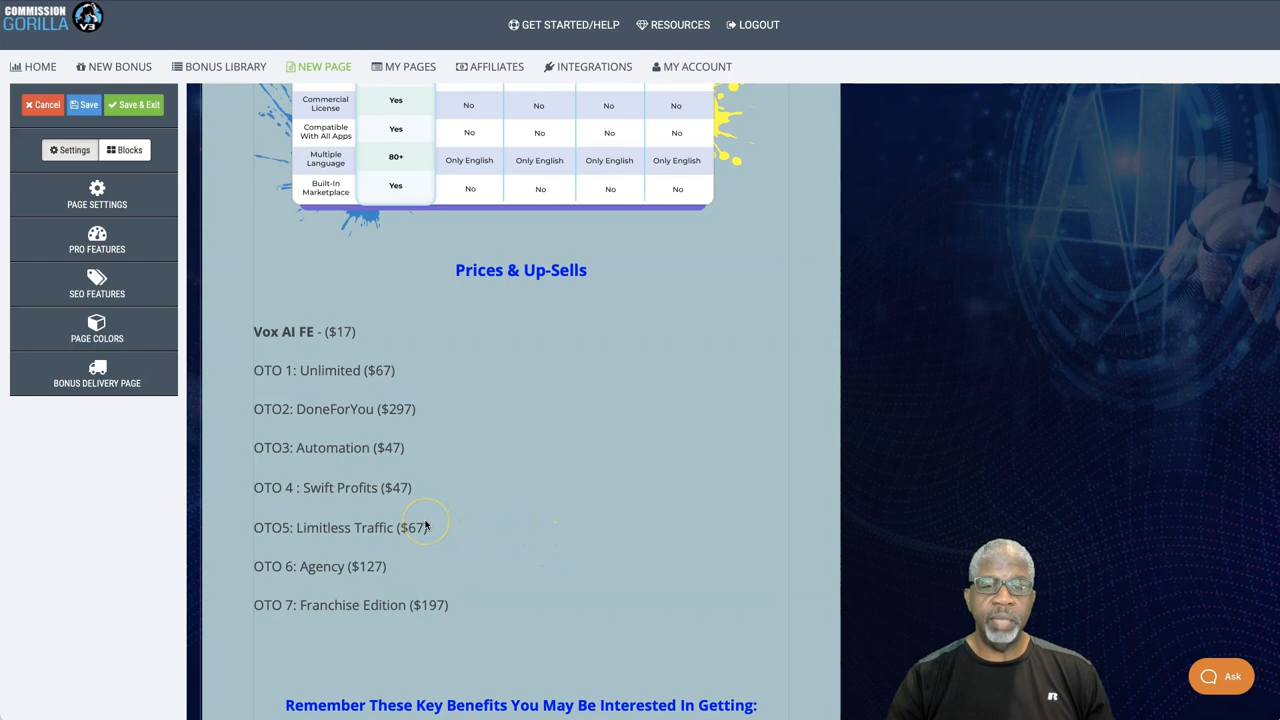 COMMISSION
GORILLA
V3
GET STARTED/HELP
RESOURCES
LOGOUT
HOME
NEW BONUS
BONUS LIBRARY
NEW PAGE
MY PAGES
AFFILIATES
INTEGRATIONS
MY ACCOUNT
Cancel
Save
Save & Exit
Settings
Blocks
PAGE SETTINGS
PRO FEATURES
SEO FEATURES
PAGE COLORS
BONUS DELIVERY PAGE
Commercial
License
Yes
No
No
No
No
Compatible
With All Apps
Yes
No
No
No
No
Multiple
Language
80+
Only English
Only English
Only English
Only English
Built-In
Marketplace
Yes
No
No
No
No
Prices & Up-Sells
Vox AI FE - ($17)
OTO 1: Unlimited ($67)
OTO2: DoneForYou ($297)
OTO3: Automation ($47)
OTO 4 : Swift Profits ($47)
OTO5: Limitless Traffic ($67)
OTO 6: Agency ($127)
OTO 7: Franchise Edition ($197)
Remember These Key Benefits You May Be Interested In Getting:
R
Ask